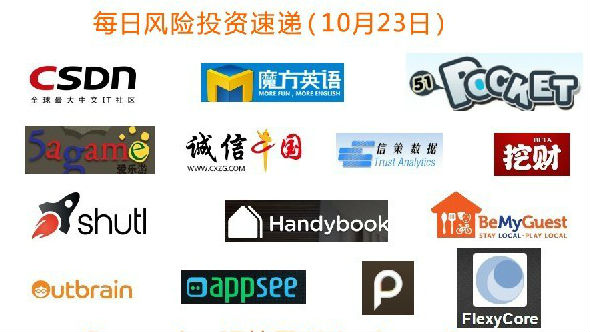 每日风险投资速递(10月23日)
CSDN
全球最大中文IT社区
魔方英语
MORE FUN, MORE ENGLISH
51 POCKET
5agame
爱乐游
诚信中国
WWW.CXZG.COM
信策数据
Trust Analytics
BETA
挖财
shutl
Handybook
BeMyGuest
STAY LOCAL·PLAY LOCAL
Outbrain
appsee
P
FlexyCore